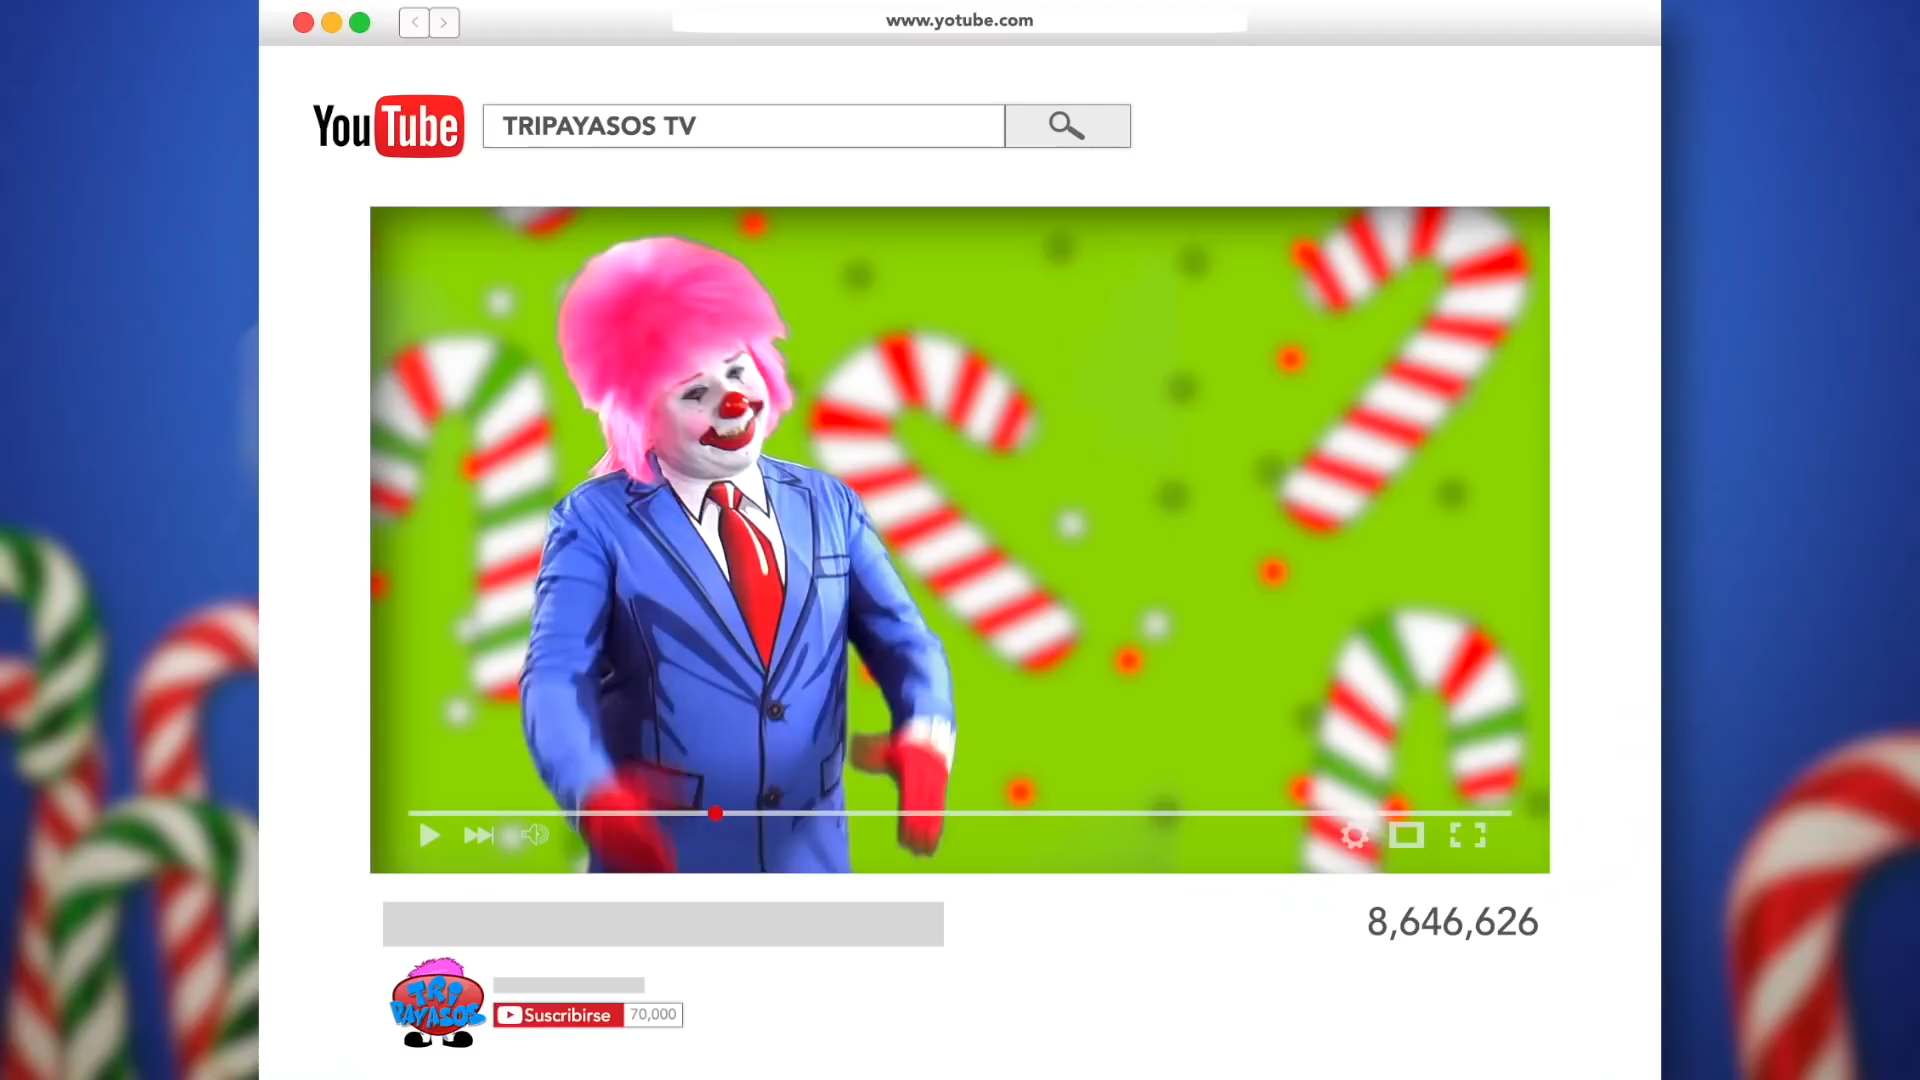 www.yotube.com
YouTube
TRIPAYASOS TV
8,646,626
TRI
PAYASOS
Suscribirse
70,000